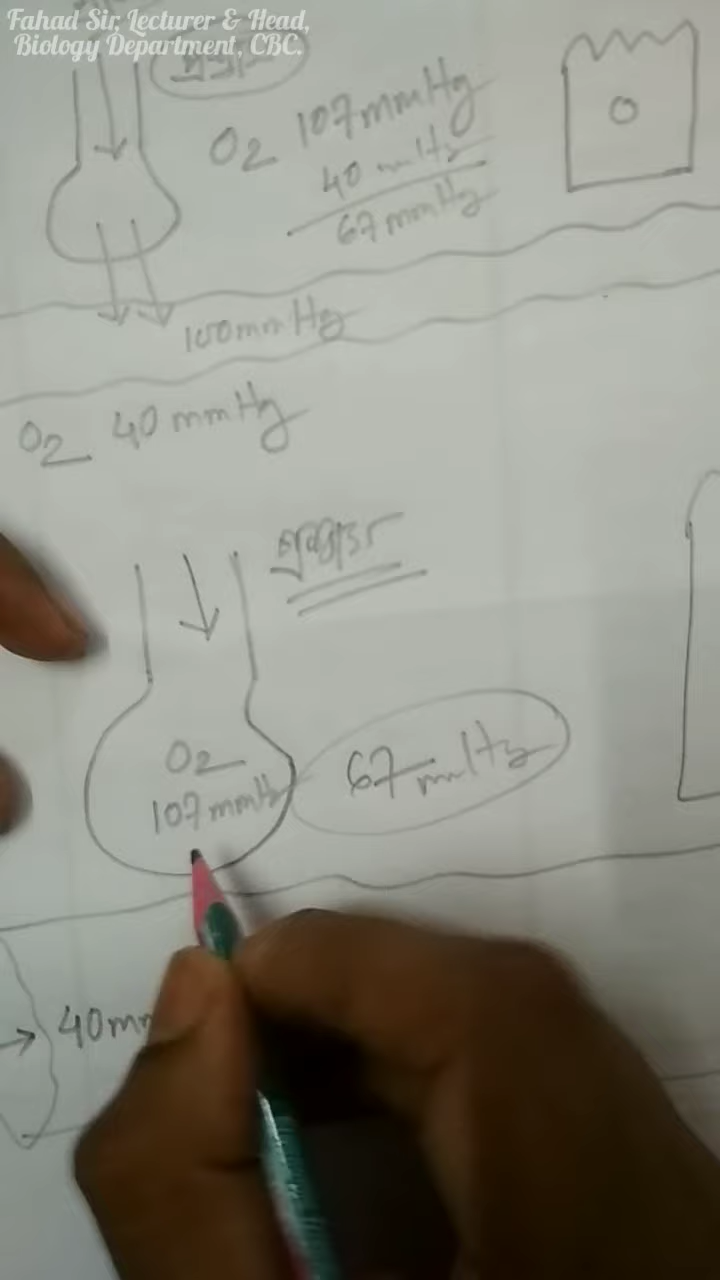 Fahad Sir, Lecturer & Head,
Biology Department, CBC.
O2 107 mmHg
40 mmHg
67 mmHg
100 mmHg
O2 40 mmHg
O2
107 mmHg
67 mmHg
→ 40mm